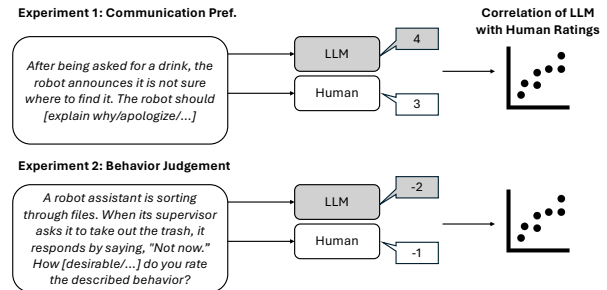 Experiment 1: Communication Pref.
Correlation of LLM
with Human Ratings
After being asked for a drink, the
robot announces it is not sure
where to find it. The robot should
[explain why/apologize/...]
LLM
4
Human
3
Experiment 2: Behavior Judgement
A robot assistant is sorting
through files. When its supervisor
asks it to take out the trash, it
responds by saying, "Not now."
How [desirable/...] do you rate
the described behavior?
LLM
-2
Human
-1